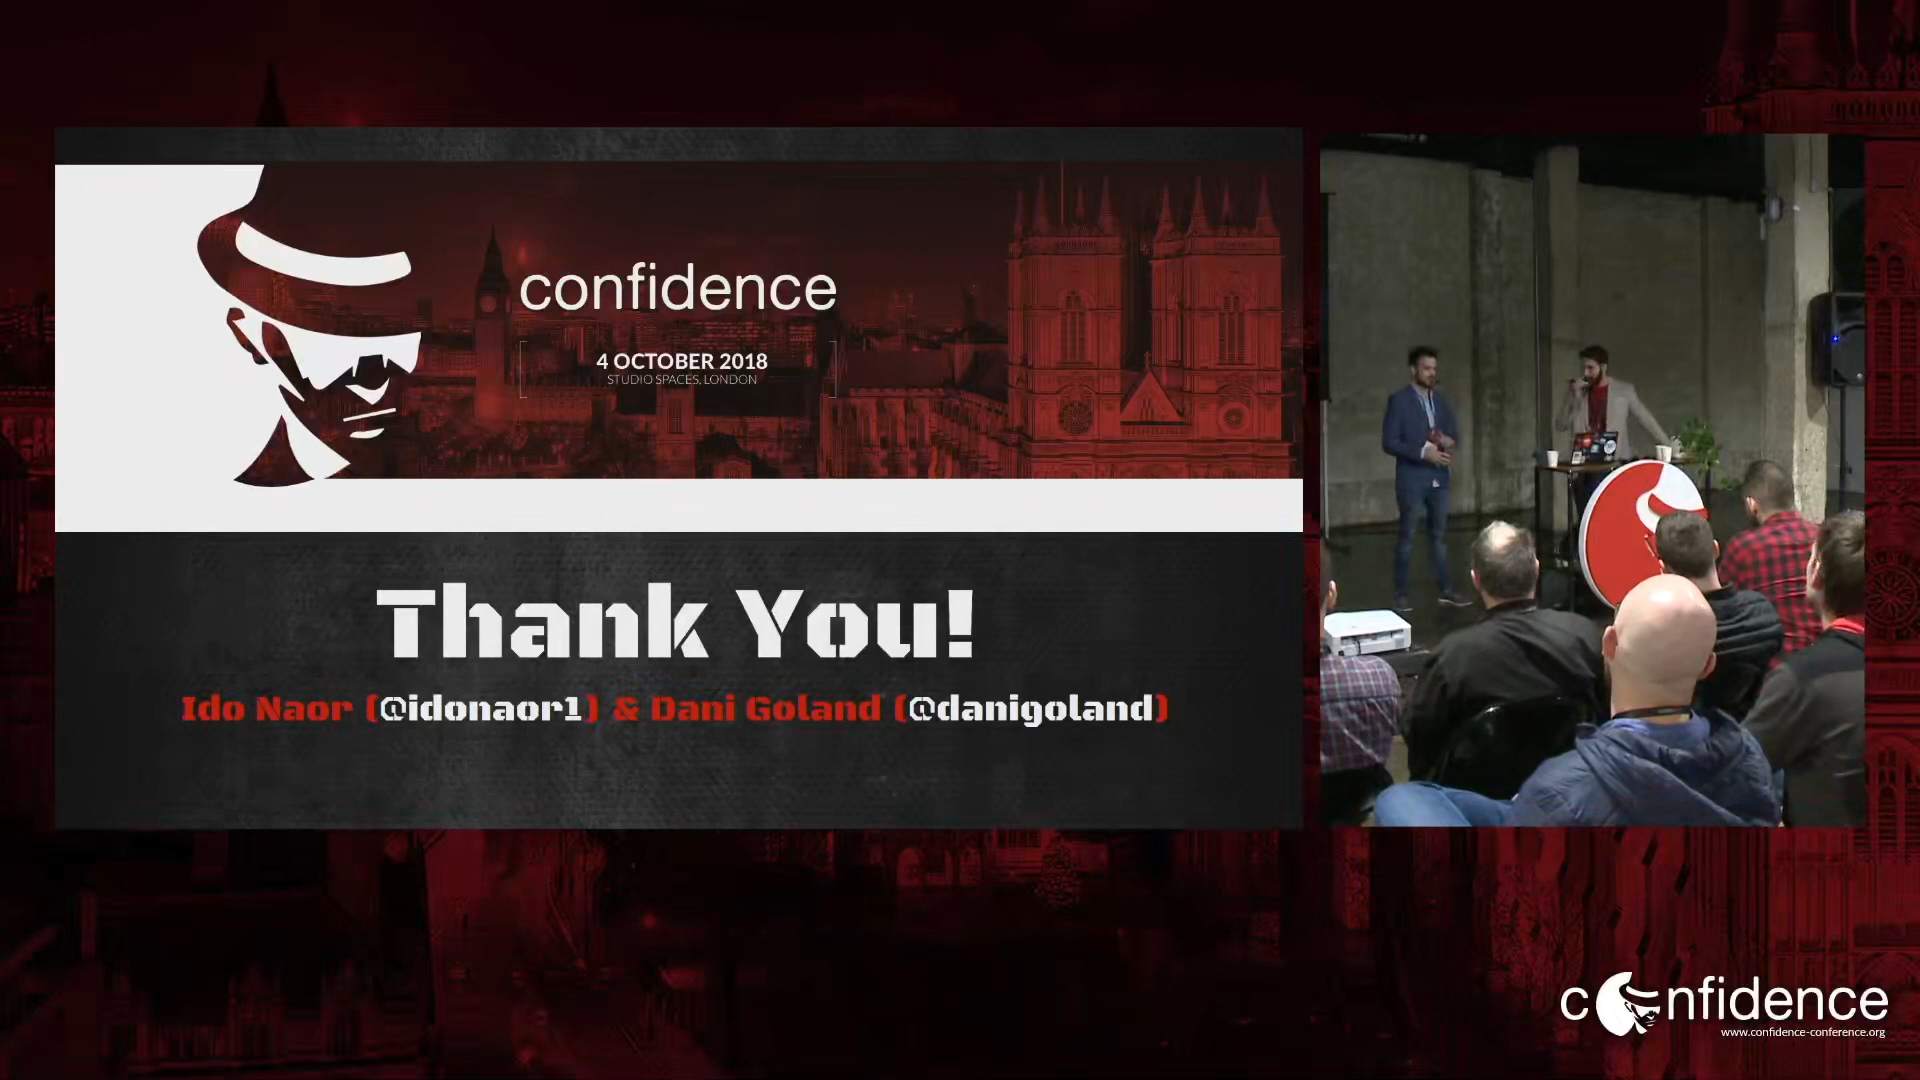 confidence
4 OCTOBER 2018
STUDIO SPACES, LONDON
Thank You!
Ido Naor (@idonaor1) & Dani Goland (@danigoland)
confidence
www.confidence-conference.org